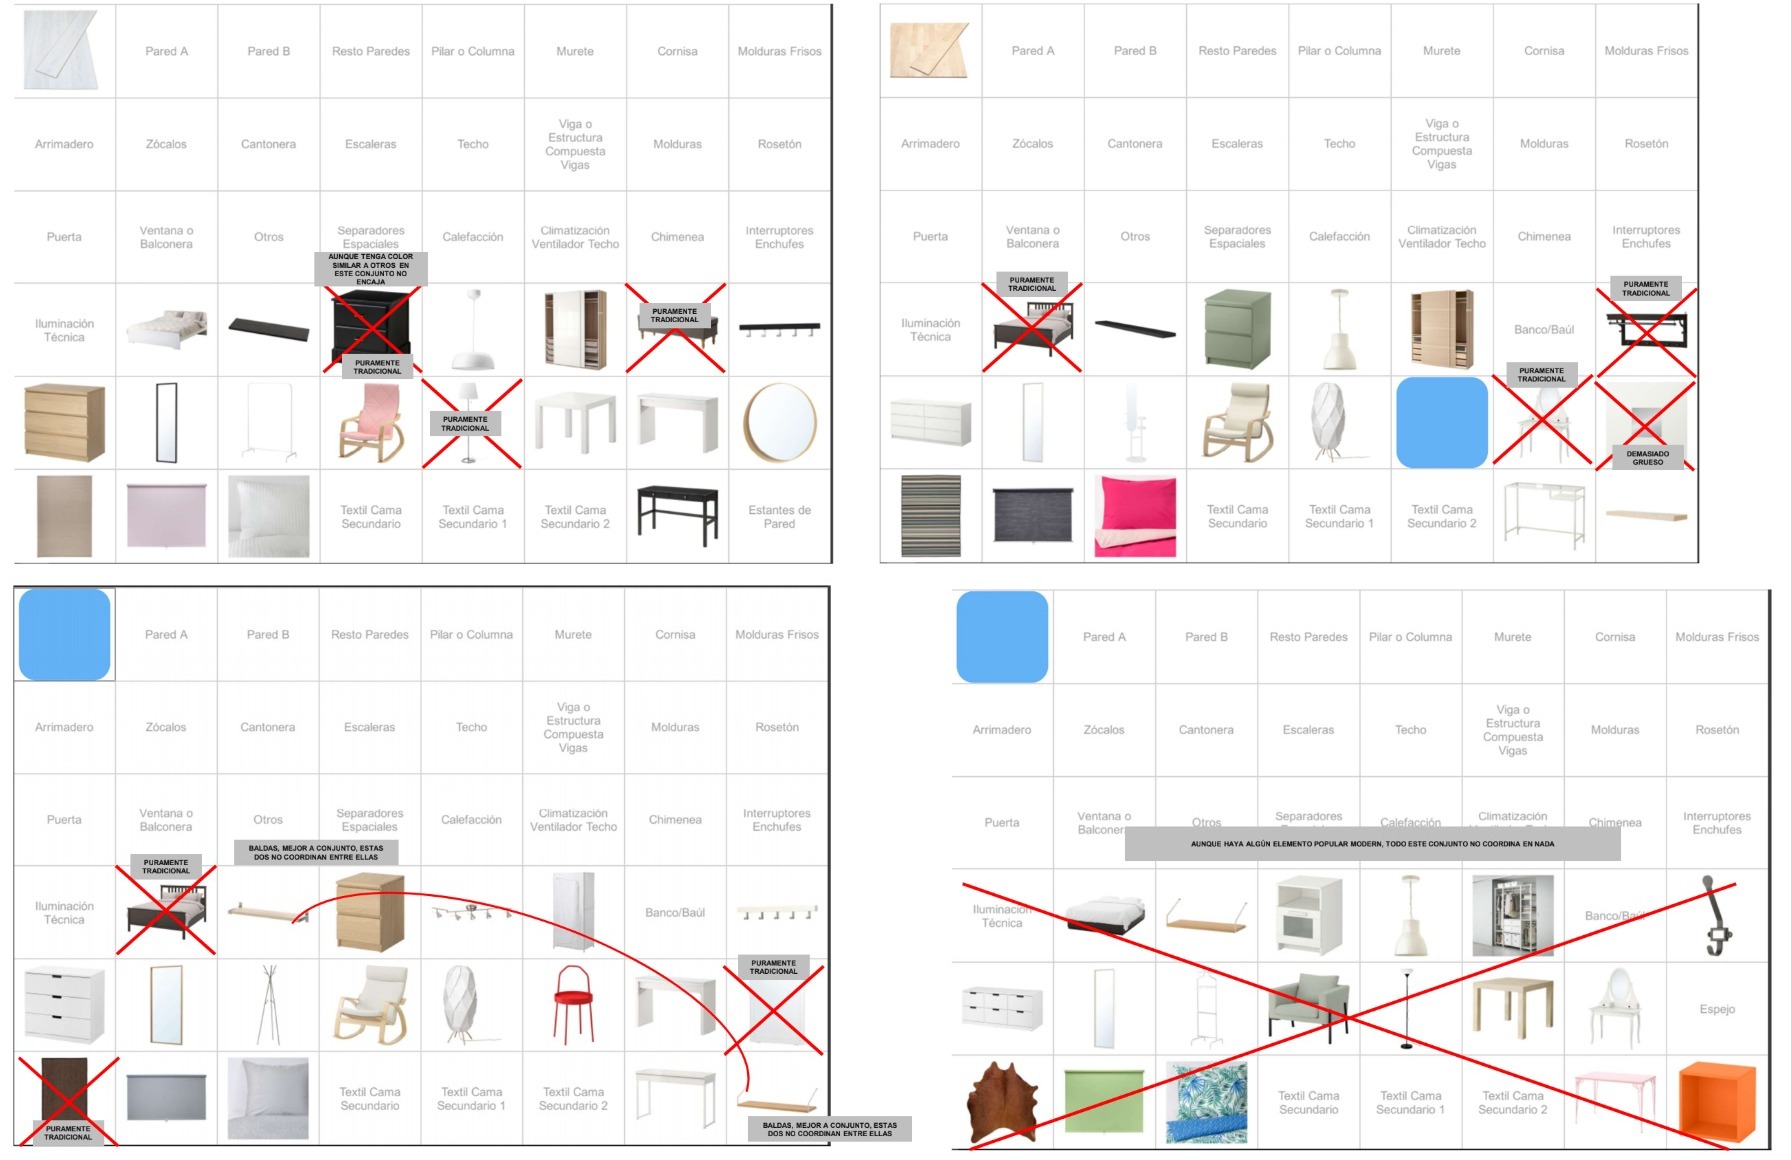 Pared A
Pared B
Resto Paredes
Pilar o Columna
Murete
Cornisa
Molduras Frisos
Arrimadero
Zócalos
Cantonera
Escaleras
Techo
Viga o
Estructura
Compuesta
Vigas
Molduras
Rosetón
Puerta
Ventana o
Balconera
Otros
Separadores
Espaciales
Calefacción
Climatización
Ventilador Techo
Chimenea
Interruptores
Enchufes
AUNQUE TENGA COLOR
SIMILAR A OTROS EN
ESTE CONJUNTO NO
ENCAJA
Iluminación
Técnica
PURAMENTE
TRADICIONAL
PURAMENTE
TRADICIONAL
PURAMENTE
TRADICIONAL
Textil Cama
Secundario
Textil Cama
Secundario 1
Textil Cama
Secundario 2
Estantes de
Pared
Pared A
Pared B
Resto Paredes
Pilar o Columna
Murete
Cornisa
Molduras Frisos
Arrimadero
Zócalos
Cantonera
Escaleras
Techo
Viga o
Estructura
Compuesta
Vigas
Molduras
Rosetón
Puerta
Ventana o
Balconera
Otros
Separadores
Espaciales
Calefacción
Climatización
Ventilador Techo
Chimenea
Interruptores
Enchufes
PURAMENTE
TRADICIONAL
PURAMENTE
TRADICIONAL
Iluminación
Técnica
Banco/Baúl
PURAMENTE
TRADICIONAL
DEMASIADO
GRUESO
Textil Cama
Secundario
Textil Cama
Secundario 1
Textil Cama
Secundario 2
Pared A
Pared B
Resto Paredes
Pilar o Columna
Murete
Cornisa
Molduras Frisos
Arrimadero
Zócalos
Cantonera
Escaleras
Techo
Viga o
Estructura
Compuesta
Vigas
Molduras
Rosetón
Puerta
Ventana o
Balconera
Otros
Separadores
Espaciales
Calefacción
Climatización
Ventilador Techo
Chimenea
Interruptores
Enchufes
PURAMENTE
TRADICIONAL
BALDAS, MEJOR A CONJUNTO, ESTAS
DOS NO COORDINAN ENTRE ELLAS
Iluminación
Técnica
Banco/Baúl
PURAMENTE
TRADICIONAL
Textil Cama
Secundario
Textil Cama
Secundario 1
Textil Cama
Secundario 2
PURAMENTE
TRADICIONAL
BALDAS, MEJOR A CONJUNTO, ESTAS
DOS NO COORDINAN ENTRE ELLAS
Pared A
Pared B
Resto Paredes
Pilar o Columna
Murete
Cornisa
Molduras Frisos
Arrimadero
Zócalos
Cantonera
Escaleras
Techo
Viga o
Estructura
Compuesta
Vigas
Molduras
Rosetón
Puerta
Ventana o
Balconera
Otros
Separadores
Calefacción
Climatización
Chimenea
Interruptores
Enchufes
AUNQUE HAYA ALGÚN ELEMENTO POPULAR MODERN, TODO ESTE CONJUNTO NO COORDINA EN NADA
Iluminación
Técnica
Banco/Baúl
Espejo
Textil Cama
Secundario
Textil Cama
Secundario 1
Textil Cama
Secundario 2